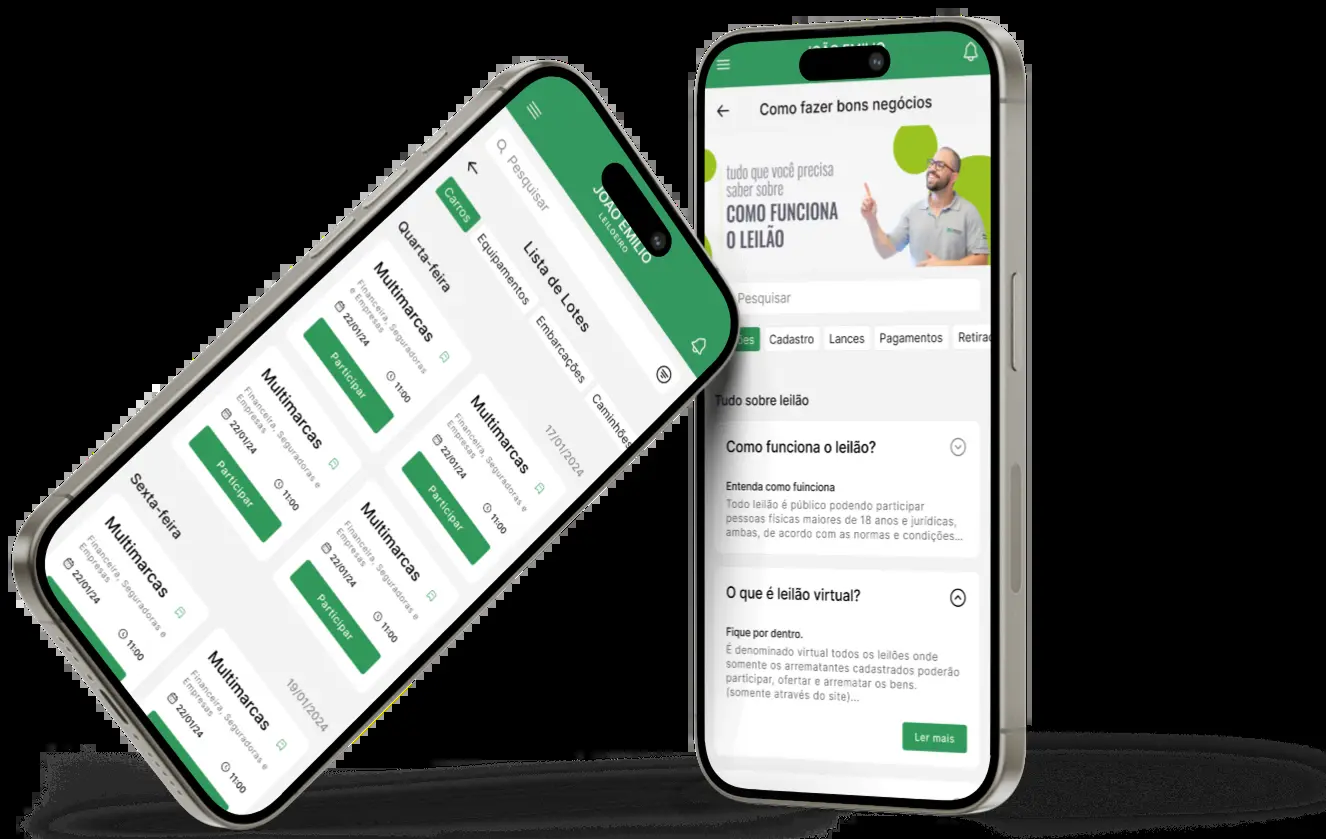 JOÃO EMILIO
LEILOEIRO
Pesquisar
Lista de Lotes
Carros
Equipamentos
Embarcações
Caminhões
Quarta-feira
17/01/2024
Multimarcas
Financeira, Seguradoras e
e Empresas
22/01/24
11:00
Participar
Multimarcas
Financeira, Seguradoras e
Empresas
22/01/24
11:00
Participar
Multimarcas
Financeira, Seguradoras e
Empresas
22/01/24
11:00
Participar
Multimarcas
Financeira, Seguradoras e
Empresas
22/01/24
11:00
Participar
Sexta-feira
19/01/2024
Multimarcas
Financeira, Seguradoras e
Empresas
22/01/24
11:00
Multimarcas
Financeira, Seguradoras e
Empresas
22/01/24
11:00
JOÃO EMILIO
Como fazer bons negócios
tudo que você precisa
saber sobre
COMO FUNCIONA
O LEILÃO
Pesquisar
Cadastro
Lances
Pagamentos
Retirad
Tudo sobre leilão
Como funciona o leilão?
Entenda como fuinciona
Todo leilão é público podendo participar
pessoas físicas maiores de 18 anos e jurídicas,
ambas, de acordo com as normas e condições...
O que é leilão virtual?
Fique por dentro.
É denominado virtual todos os leilões onde
somente os arrematantes cadastrados poderão
participar, ofertar e arrematar os bens.
(somente através do site)...
Ler mais